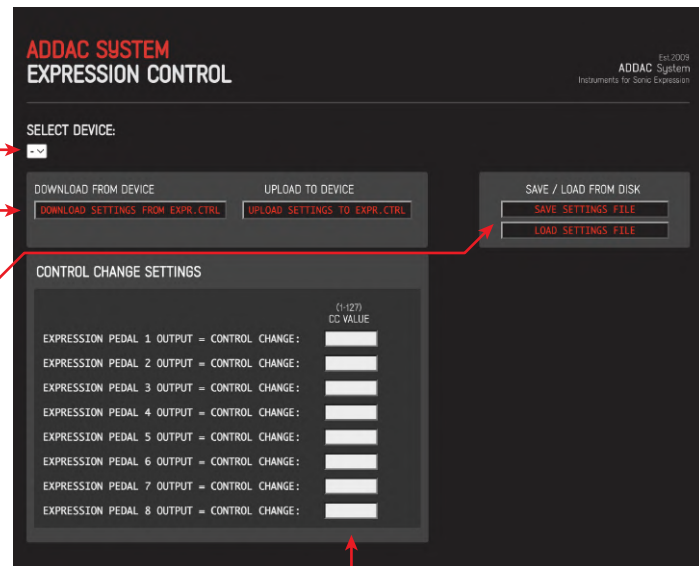 ADDAC SYSTEM
EXPRESSION CONTROL
Est.2009
ADDAC System
Instruments for Sonic Expression
SELECT DEVICE:
-
DOWNLOAD FROM DEVICE
UPLOAD TO DEVICE
DOWNLOAD SETTINGS FROM EXPR.CTRL
UPLOAD SETTINGS TO EXPR.CTRL
SAVE / LOAD FROM DISK
SAVE SETTINGS FILE
LOAD SETTINGS FILE
CONTROL CHANGE SETTINGS
(1-127)
CC VALUE
EXPRESSION PEDAL 1 OUTPUT = CONTROL CHANGE:
EXPRESSION PEDAL 2 OUTPUT = CONTROL CHANGE:
EXPRESSION PEDAL 3 OUTPUT = CONTROL CHANGE:
EXPRESSION PEDAL 4 OUTPUT = CONTROL CHANGE:
EXPRESSION PEDAL 5 OUTPUT = CONTROL CHANGE:
EXPRESSION PEDAL 6 OUTPUT = CONTROL CHANGE:
EXPRESSION PEDAL 7 OUTPUT = CONTROL CHANGE:
EXPRESSION PEDAL 8 OUTPUT = CONTROL CHANGE: